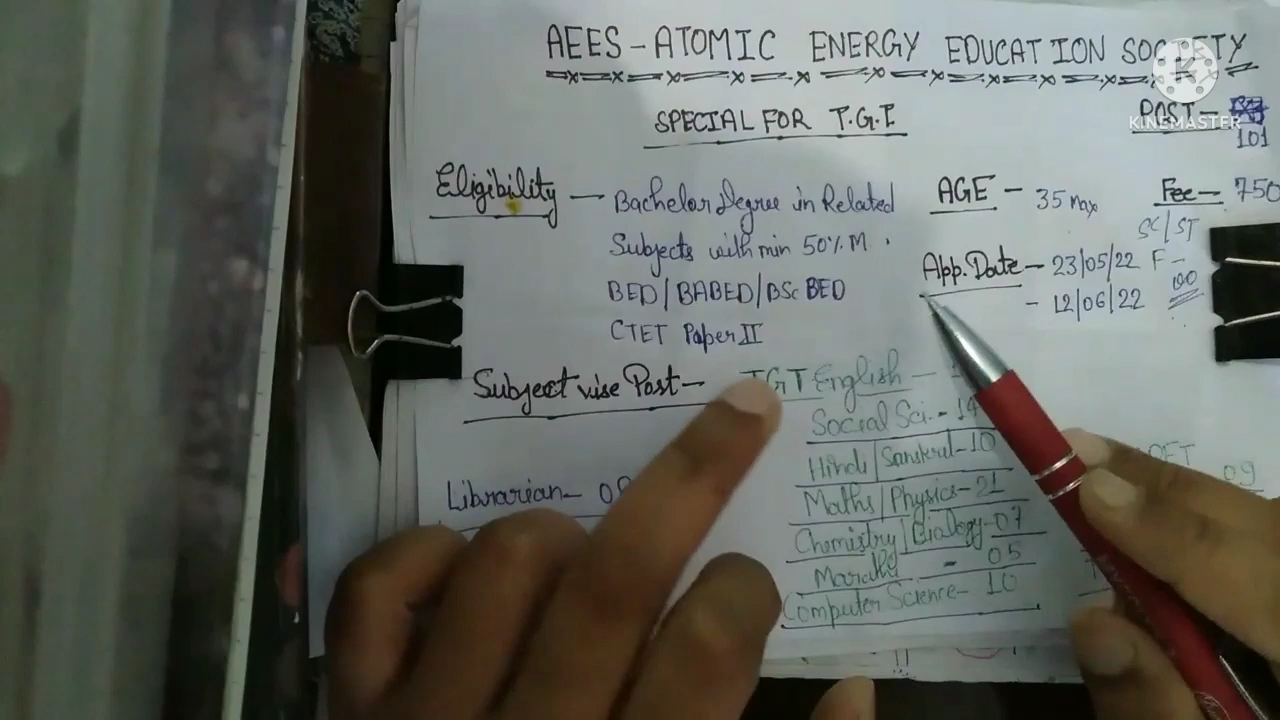 AEES - ATOMIC ENERGY EDUCATION SOCIETY
SPECIAL FOR T.G.T
POST -
101
KINEMASTER
Eligibility — Bachelor Degree in Related
Subjects with min 50% M.
BED/BABED/BSc BED
CTET Paper II
AGE - 35 max
Fee - 750
SC/ST
F -
00
App. Date - 23/05/22
- 12/06/22
Subject wise Post - TGT English -
Social Sci. - 14
Hindi/Sanskrit - 10
Maths/Physics - 21
Chemistry/Biology - 07
Marathi - 05
Computer Science - 10
Librarian -
09